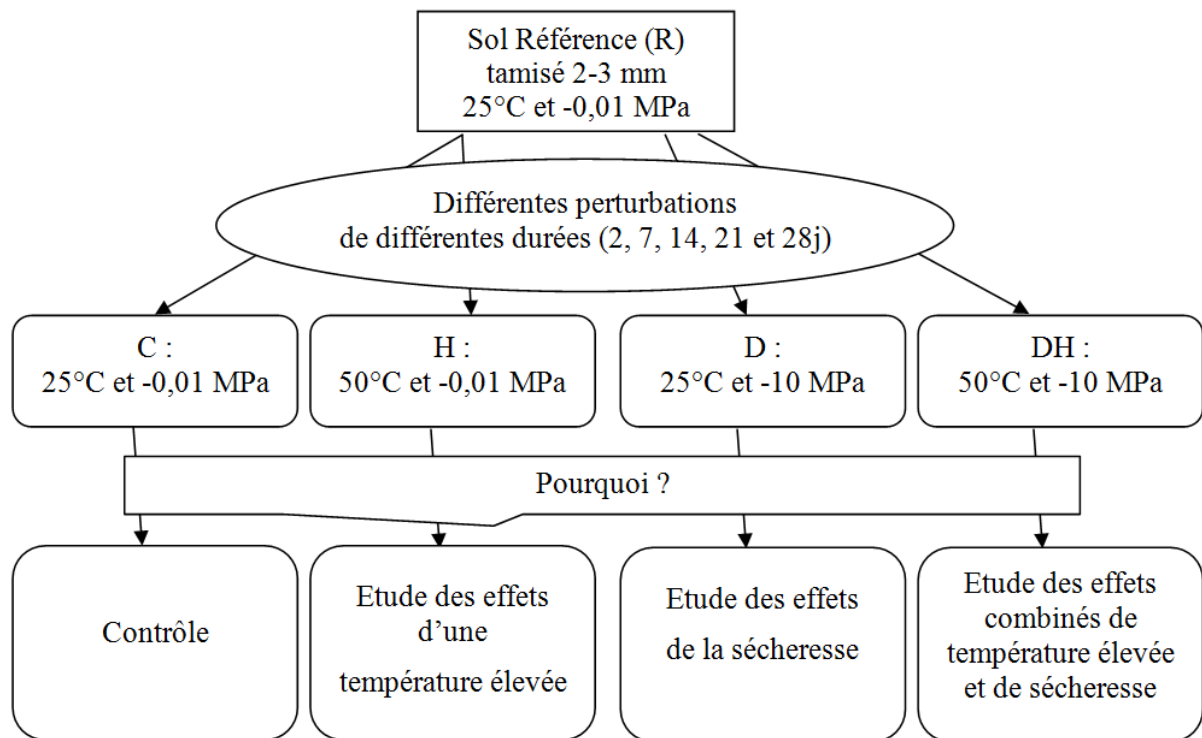 Sol Référence (R)
tamisé 2-3 mm
25°C et -0,01 MPa
Différentes perturbations
de différentes durées (2, 7, 14, 21 et 28j)
C :
25°C et -0,01 MPa
H :
50°C et -0,01 MPa
D :
25°C et -10 MPa
DH :
50°C et -10 MPa
Pourquoi ?
Contrôle
Etude des effets
d’une
température élevée
Etude des effets
de la sécheresse
Etude des effets
combinés de
température élevée
et de sécheresse